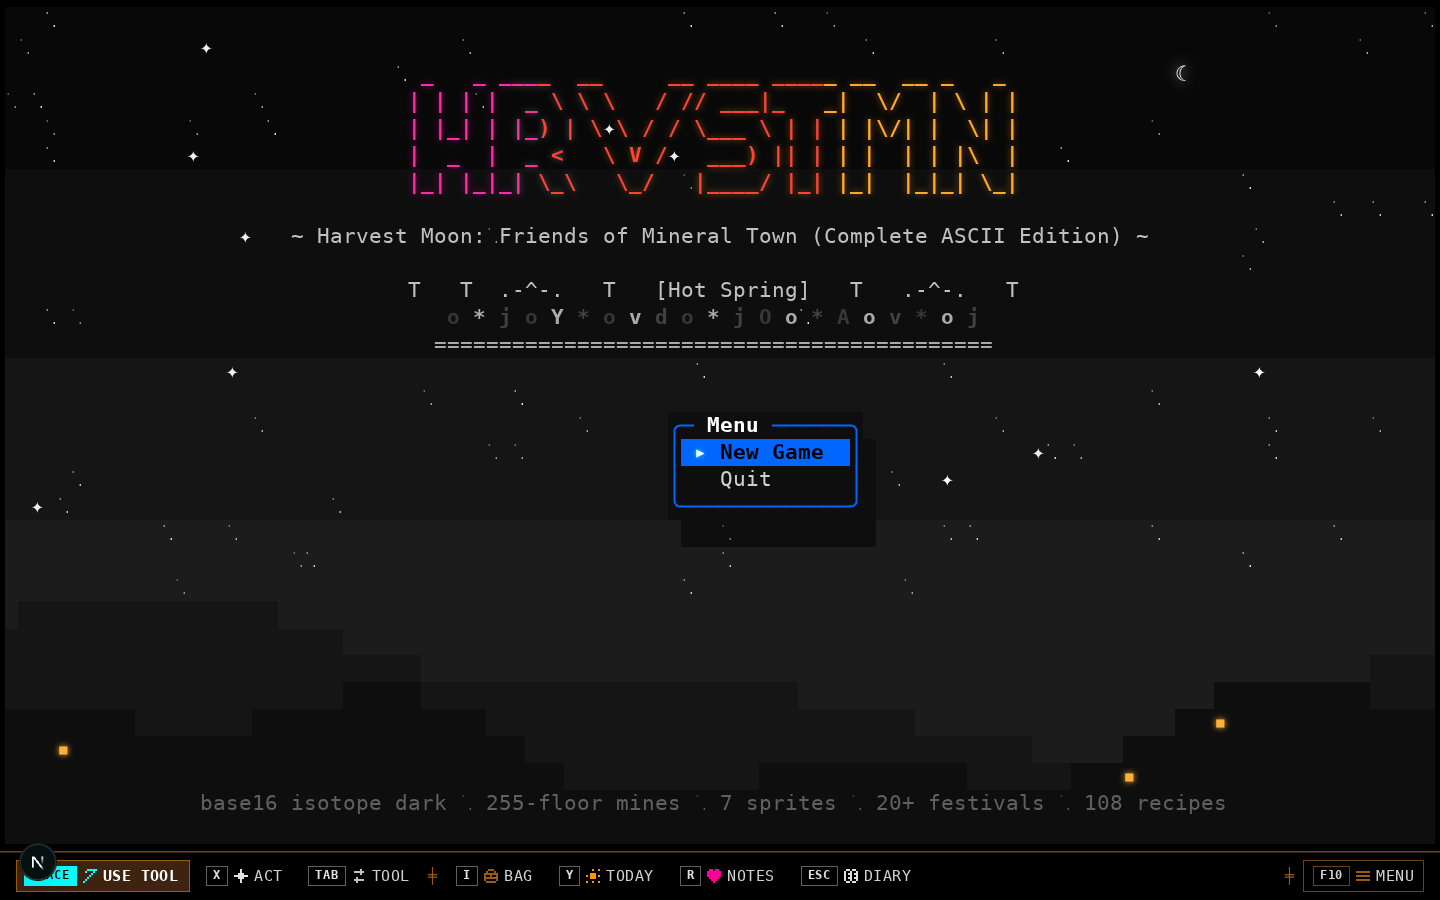 HRVSTMN
~ Harvest Moon: Friends of Mineral Town (Complete ASCII Edition) ~
T T .-^-. T [Hot Spring] T .-^-. T
o * j o Y * o v d o * j O o * A o v * o j
===========================================
Menu
► New Game
Quit
base16 isotope dark · 255-floor mines · 7 sprites · 20+ festivals · 108 recipes
N USE TOOL X ACT TAB TOOL I BAG Y TODAY R NOTES ESC DIARY F10 MENU